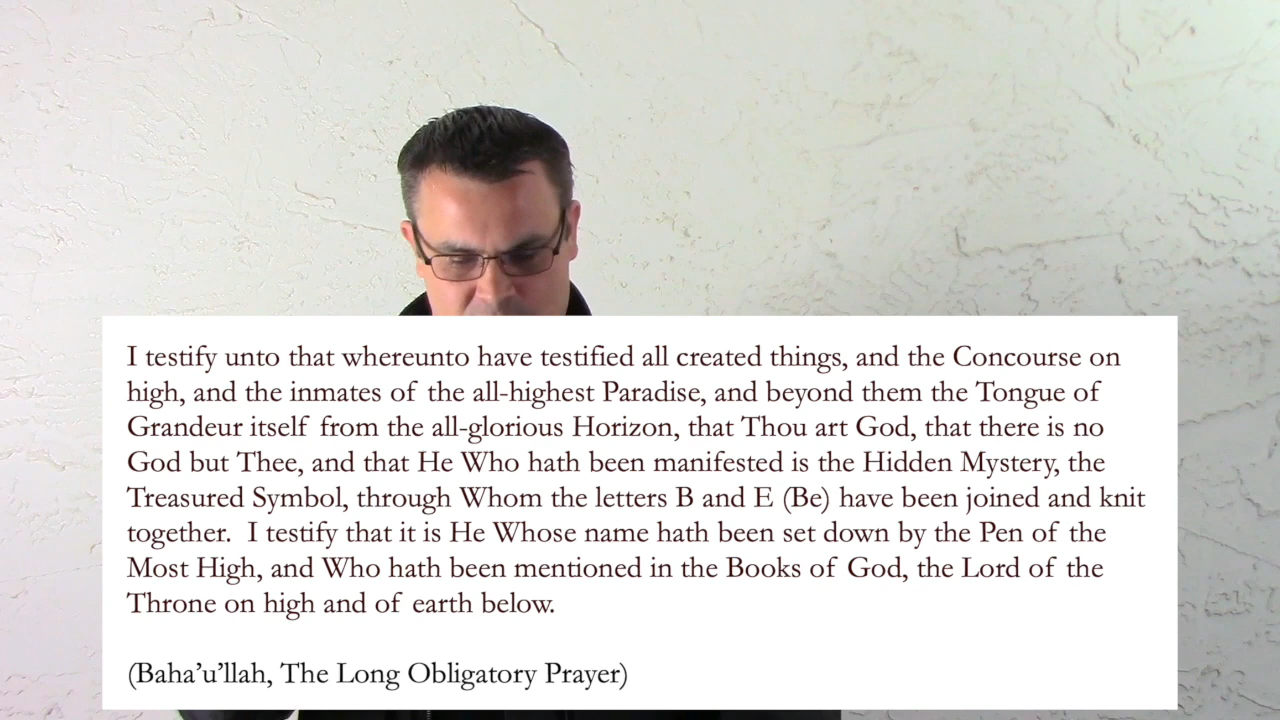 I testify unto that whereunto have testified all created things, and the Concourse on
high, and the inmates of the all-highest Paradise, and beyond them the Tongue of
Grandeur itself from the all-glorious Horizon, that Thou art God, that there is no
God but Thee, and that He Who hath been manifested is the Hidden Mystery, the
Treasured Symbol, through Whom the letters B and E (Be) have been joined and knit
together.  I testify that it is He Whose name hath been set down by the Pen of the
Most High, and Who hath been mentioned in the Books of God, the Lord of the
Throne on high and of earth below.
(Baha’u’llah, The Long Obligatory Prayer)